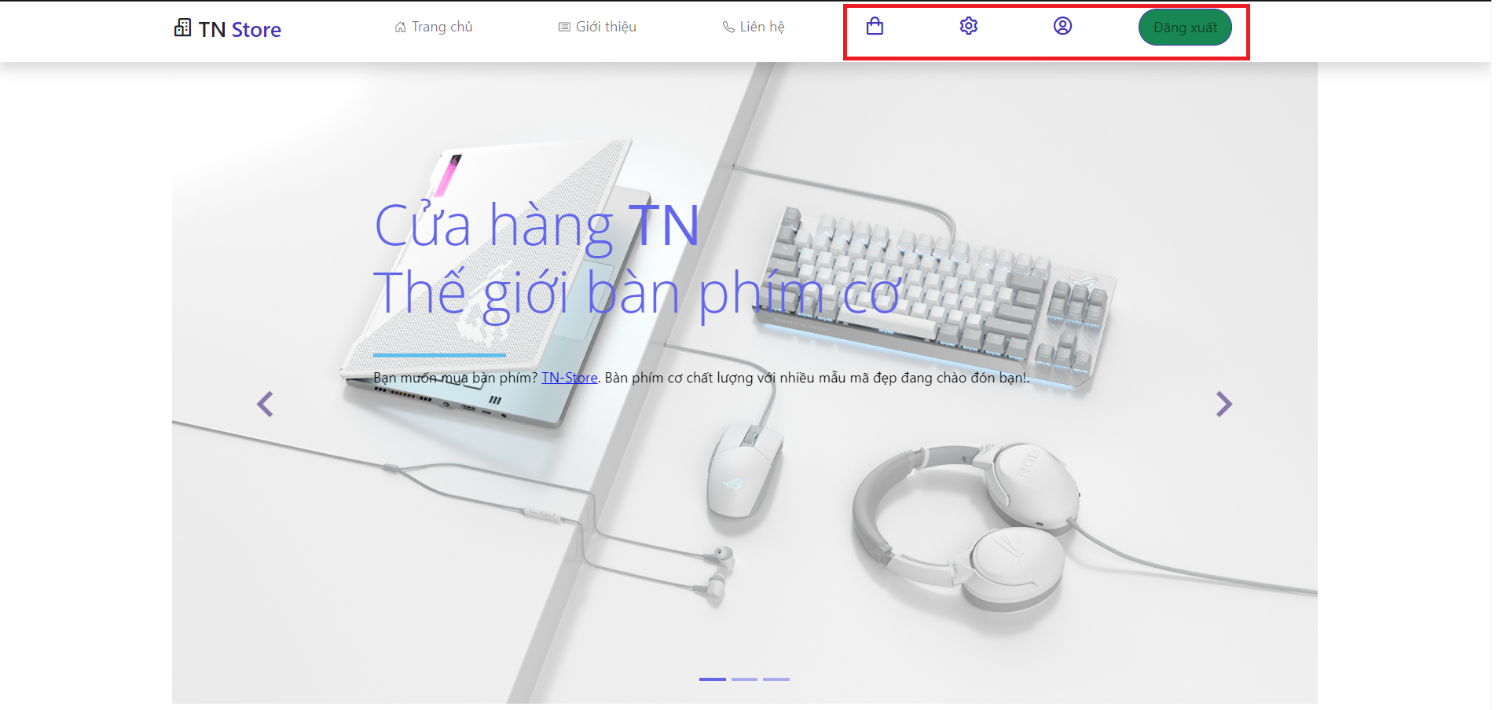 TN Store
Trang chủ
Giới thiệu
Liên hệ
Đăng xuất
Cửa hàng TN
Thế giới bàn phím cơ
Bạn muốn mua bàn phím? TN-Store. Bàn phím cơ chất lượng với nhiều mẫu mã đẹp đang chào đón bạn!.